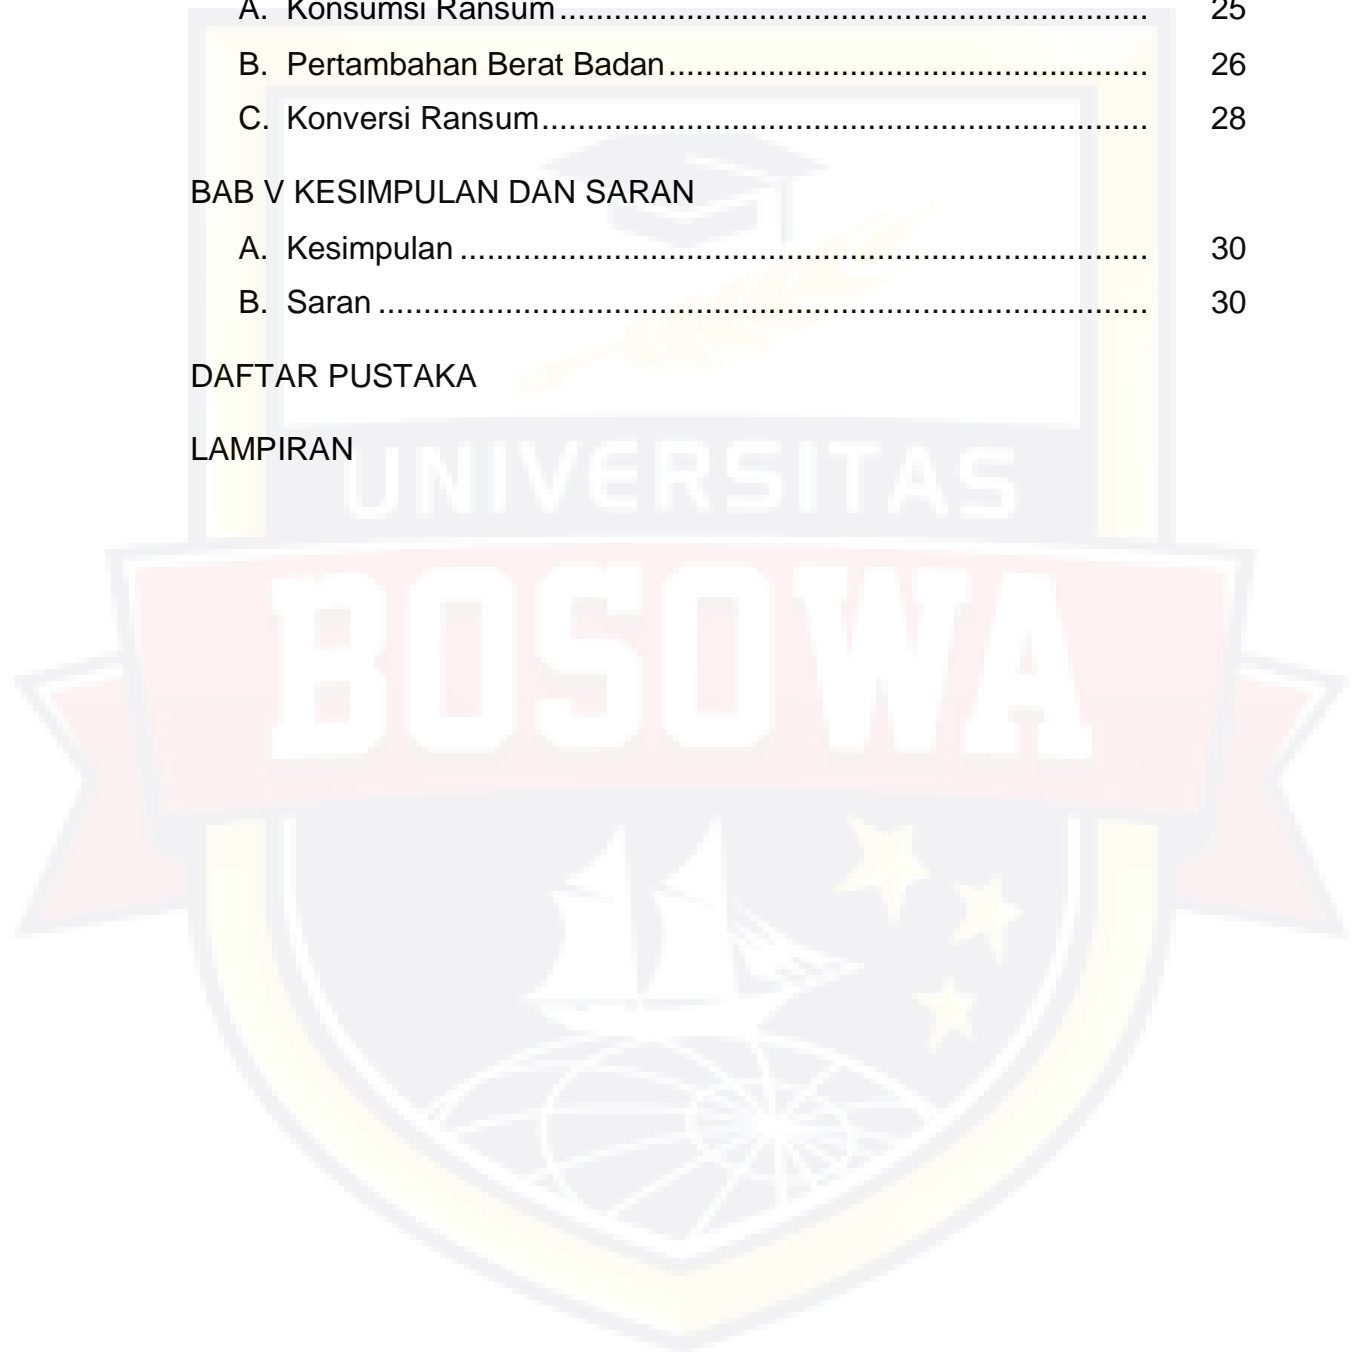 A. Konsumsi Ransum.................................................................. 25
B. Pertambahan Berat Badan..................................................... 26
C. Konversi Ransum................................................................... 28
BAB V KESIMPULAN DAN SARAN
A. Kesimpulan ............................................................................ 30
B. Saran ..................................................................................... 30
DAFTAR PUSTAKA
LAMPIRAN
UNIVERSITAS
BOSOWA